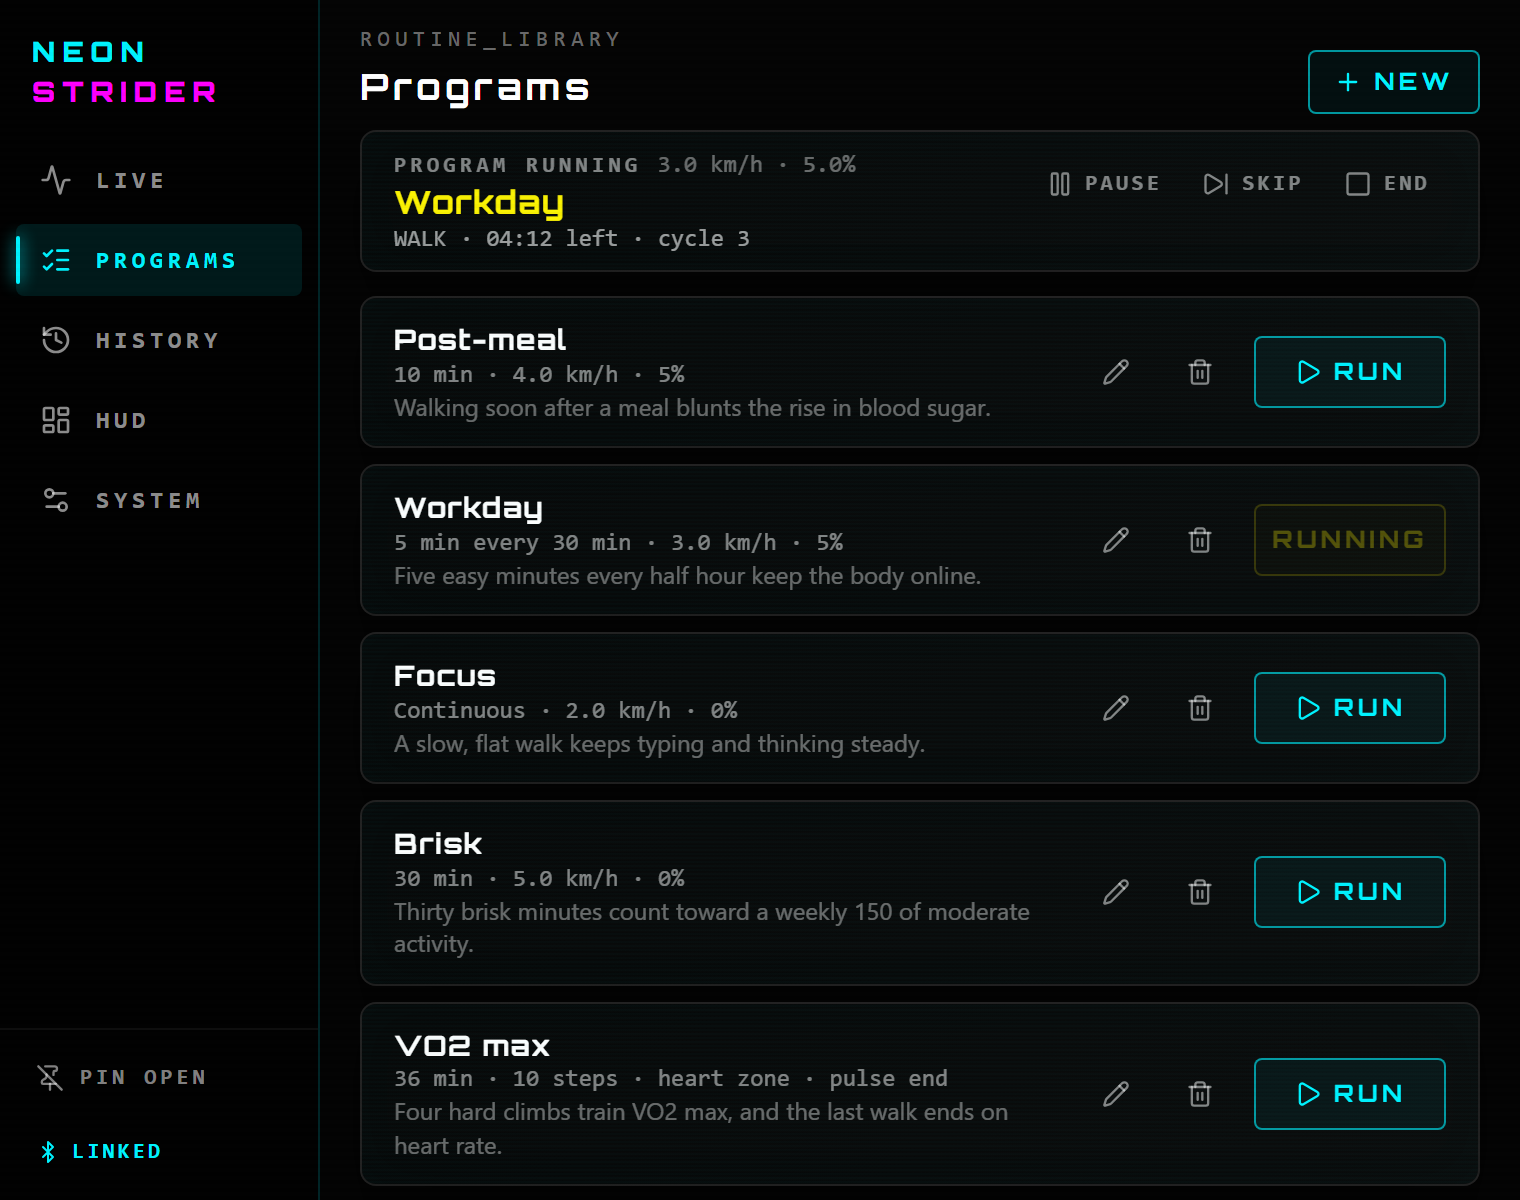 NEON
STRIDER
LIVE
PROGRAMS
HISTORY
HUD
SYSTEM
PIN OPEN
LINKED
ROUTINE_LIBRARY
Programs
+ NEW
PROGRAM RUNNING 3.0 km/h · 5.0%
Workday
WALK · 04:12 left · cycle 3
PAUSE
SKIP
END
Post-meal
10 min · 4.0 km/h · 5%
Walking soon after a meal blunts the rise in blood sugar.
RUN
Workday
5 min every 30 min · 3.0 km/h · 5%
Five easy minutes every half hour keep the body online.
RUNNING
Focus
Continuous · 2.0 km/h · 0%
A slow, flat walk keeps typing and thinking steady.
RUN
Brisk
30 min · 5.0 km/h · 0%
Thirty brisk minutes count toward a weekly 150 of moderate
activity.
RUN
VO2 max
36 min · 10 steps · heart zone · pulse end
Four hard climbs train VO2 max, and the last walk ends on
heart rate.
RUN